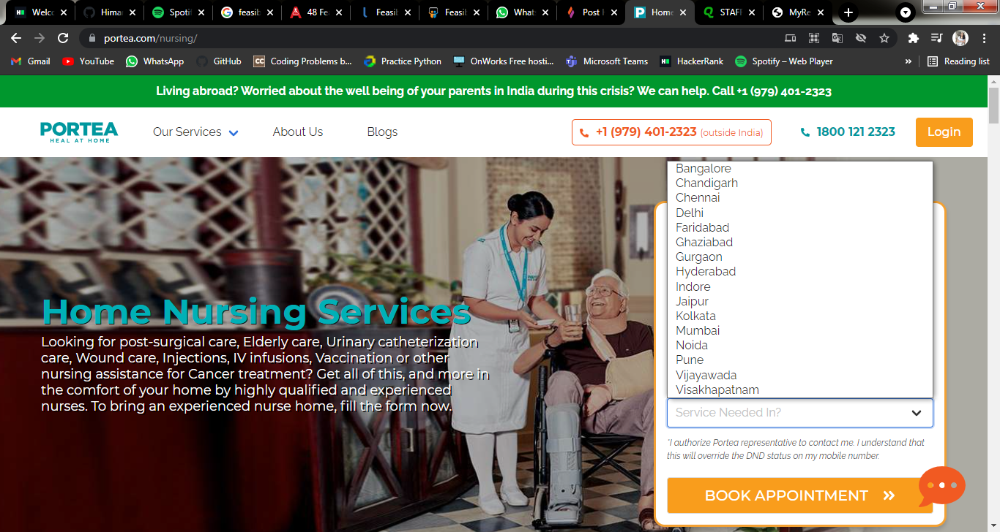 Welc
Hima
Spoti
feasib
48 Fe
Feasil
Feasil
What
Post
Home
STAF
MyRe
portea.com/nursing/
Gmail
YouTube
WhatsApp
GitHub
CC
Coding Problems b...
Practice Python
OnWorks Free hosti...
Microsoft Teams
HackerRank
Spotify – Web Player
»
Reading list
Living abroad? Worried about the well being of your parents in India during this crisis? We can help. Call +1 (979) 401-2323
PORTEA
HEAL AT HOME
Our Services
About Us
Blogs
+1 (979) 401-2323 (outside India)
1800 121 2323
Login
Home Nursing Services
Looking for post-surgical care, Elderly care, Urinary catheterization
care, Wound care, Injections, IV infusions, Vaccination or other
nursing assistance for Cancer treatment? Get all of this, and more in
the comfort of your home by highly qualified and experienced
nurses. To bring an experienced nurse home, fill the form now.
Bangalore
Chandigarh
Chennai
Delhi
Faridabad
Ghaziabad
Gurgaon
Hyderabad
Indore
Jaipur
Kolkata
Mumbai
Noida
Pune
Vijayawada
Visakhapatnam
Service Needed In?
*I authorize Portea representative to contact me. I understand that
this will override the DND status on my mobile number.
BOOK APPOINTMENT »